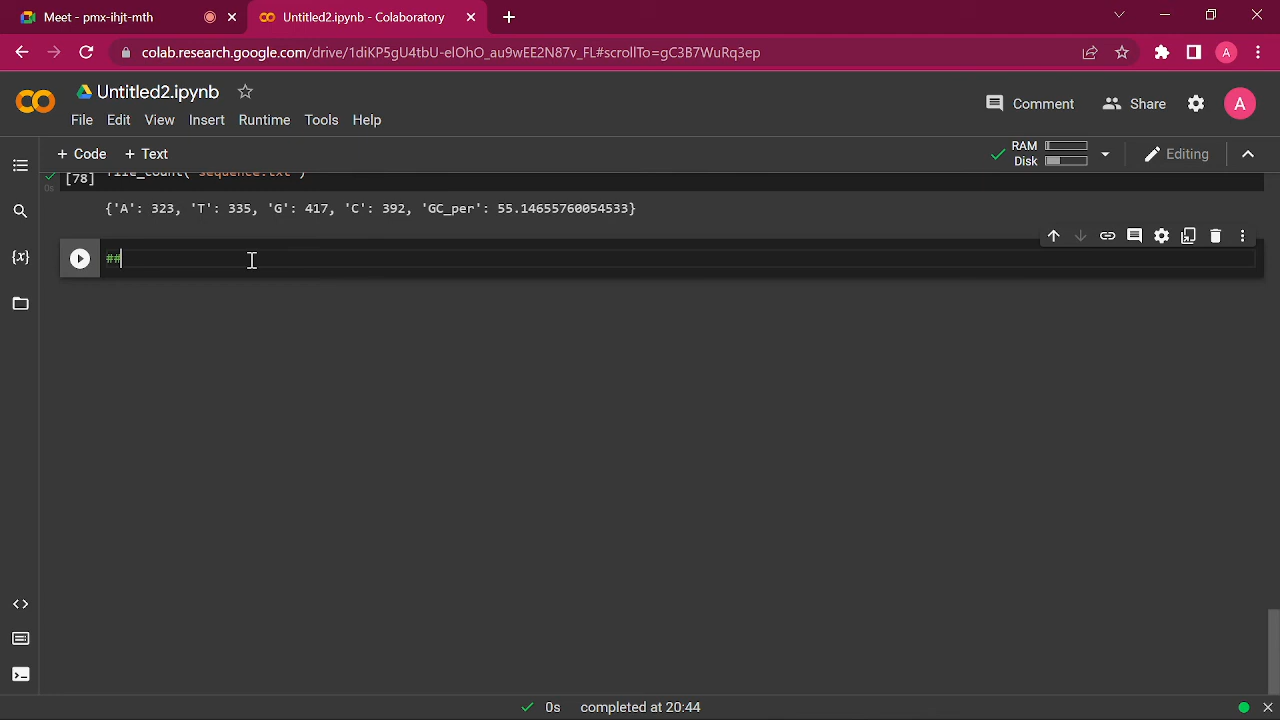 Meet - pmx-ihjt-mth
Untitled2.ipynb - Colaboratory
colab.research.google.com/drive/1diKP5gU4tbU-elOhO_au9wEE2N87v_FL#scrollTo=gC3B7WuRq3ep
A
Untitled2.ipynb
Comment
Share
A
File Edit View Insert Runtime Tools Help
+ Code + Text
RAM
Disk
Editing
[78] file_count("sequence.txt")
0s
{'A': 323, 'T': 335, 'G': 417, 'C': 392, 'GC_per': 55.14655760054533}
##
{x}
0s completed at 20:44